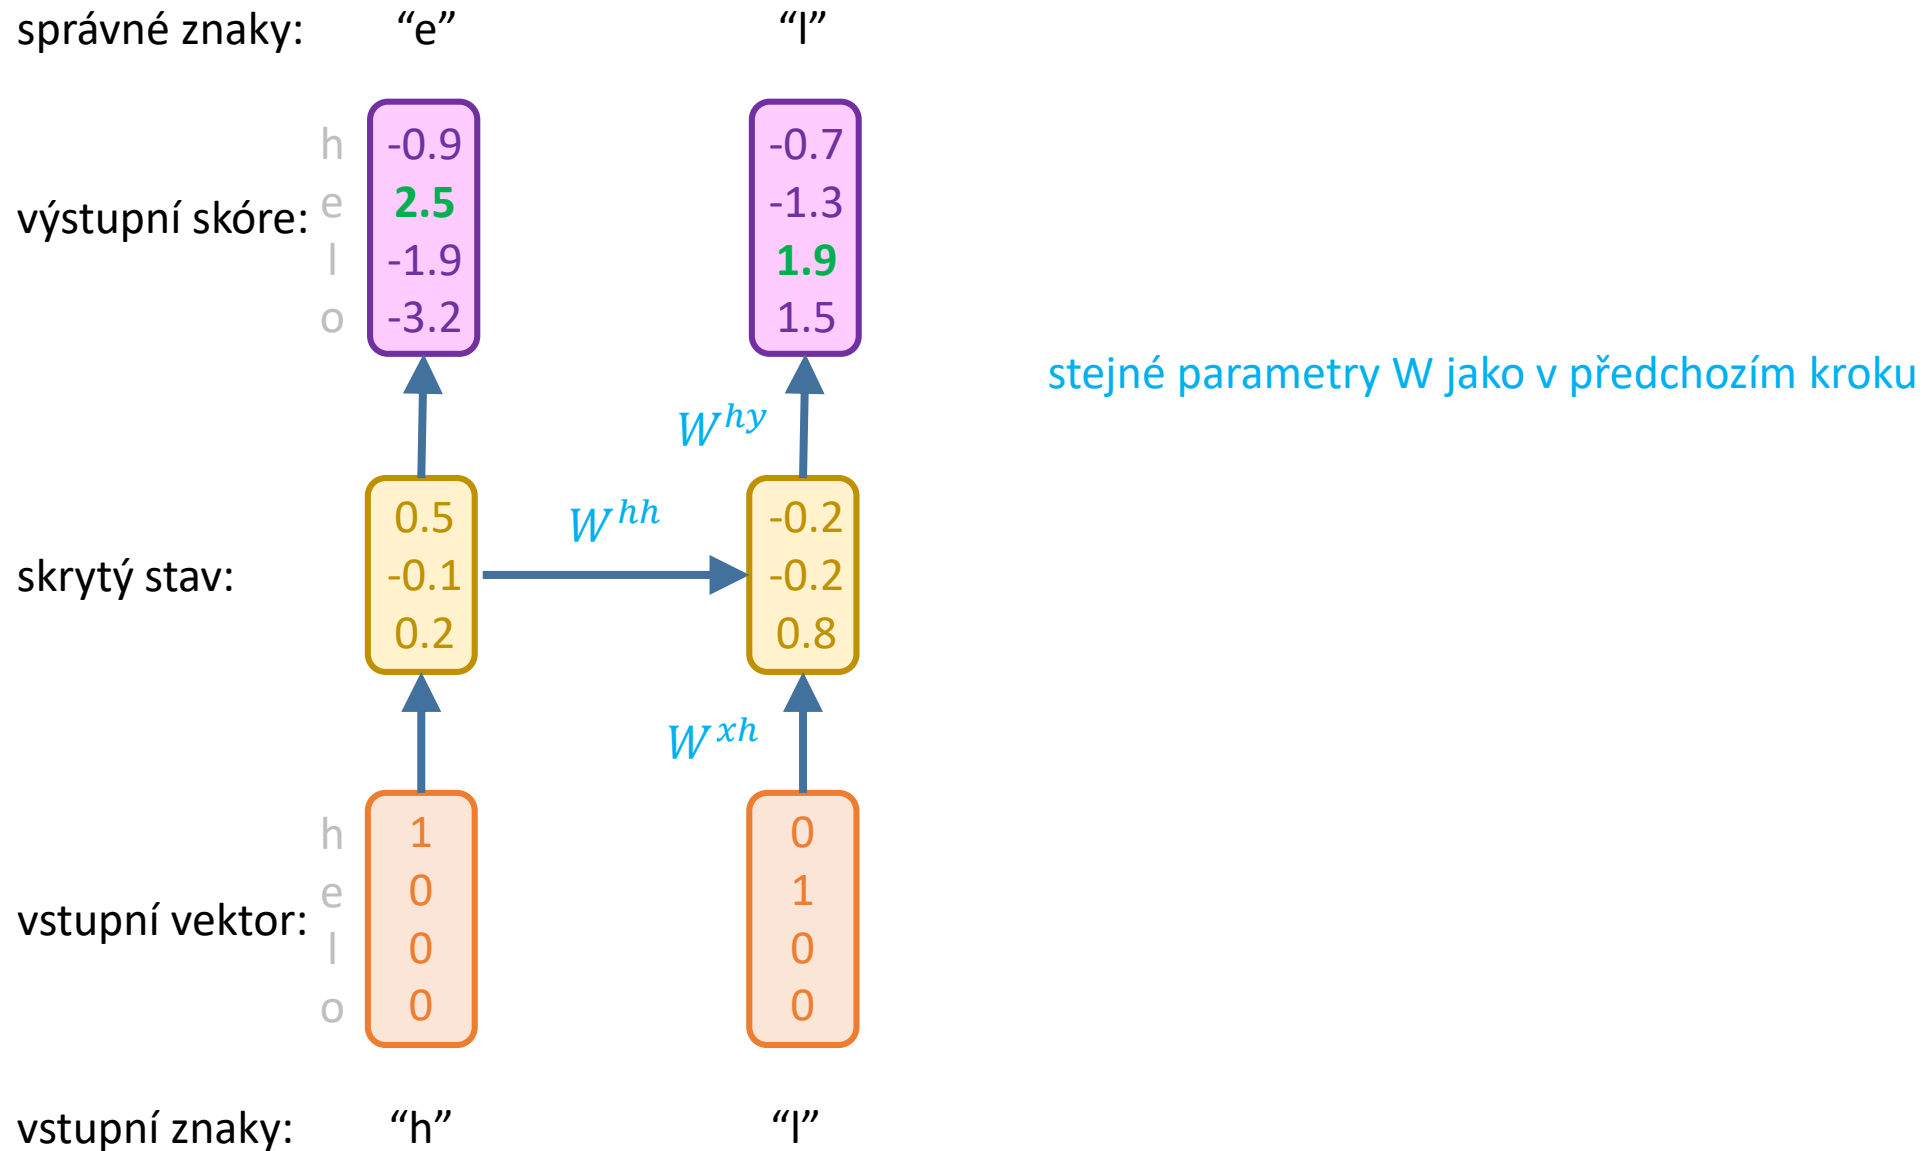 správné znaky: “e” “l”
h -0.9 -0.7
výstupní skóre: e 2.5 -1.3
l -1.9 1.9
o -3.2 1.5
stejné parametry W jako v předchozím kroku
W^{hy}
0.5 -0.2
W^{hh}
skrytý stav: -0.1 -0.2
0.2 0.8
W^{xh}
h 1 0
vstupní vektor: e 0 1
l 0 0
o 0 0
vstupní znaky: “h” “l”